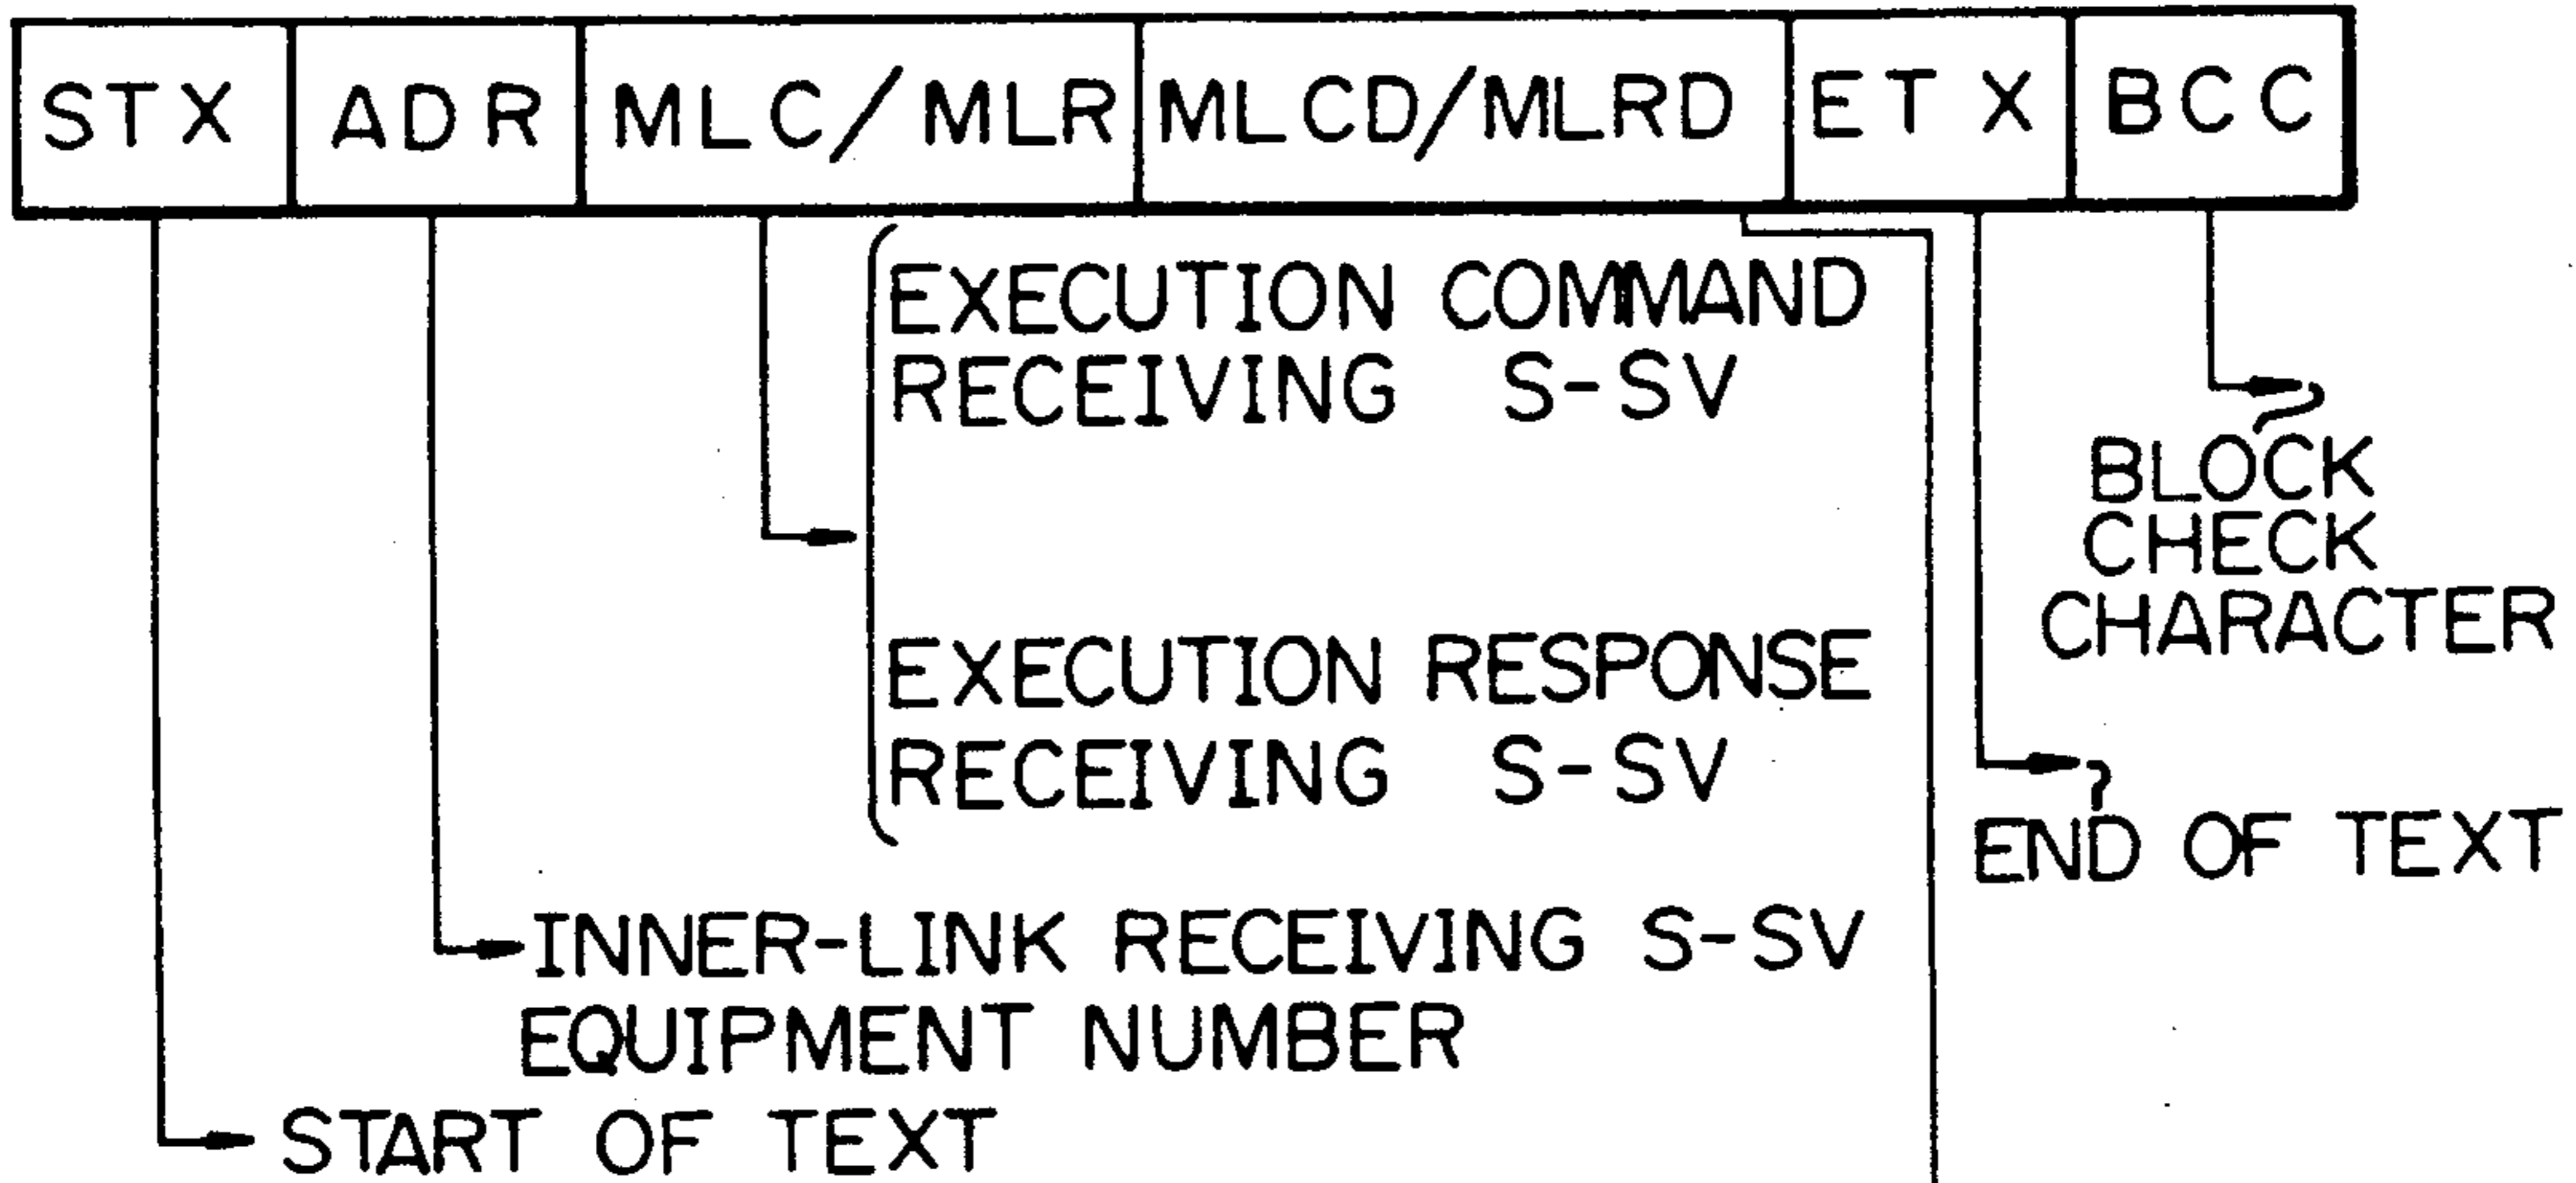 STX ADR MLC/MLR MLCD/MLRD ETX BCC
EXECUTION COMMAND
RECEIVING S-SV
EXECUTION RESPONSE
RECEIVING S-SV
BLOCK
CHECK
CHARACTER
END OF TEXT
INNER-LINK RECEIVING S-SV
EQUIPMENT NUMBER
START OF TEXT